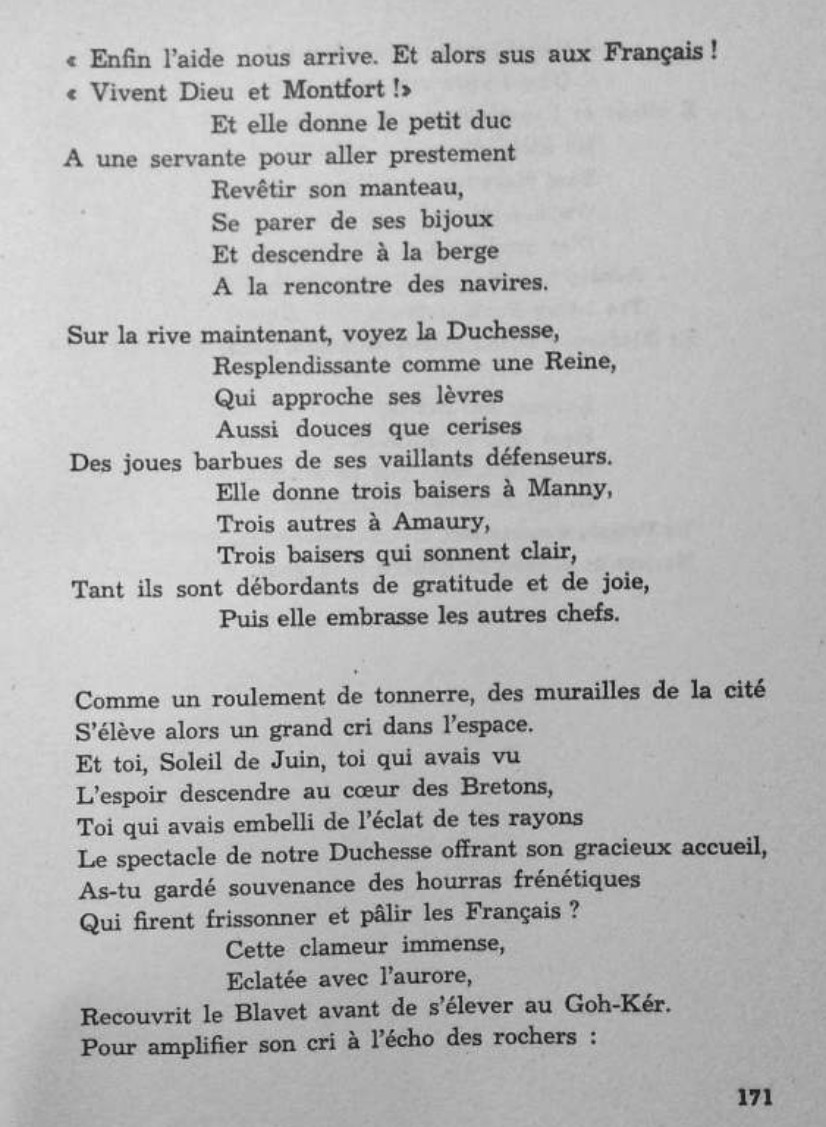 « Enfin l'aide nous arrive. Et alors sus aux Français !
« Vivent Dieu et Montfort !»
Et elle donne le petit duc
A une servante pour aller prestement
Revêtir son manteau,
Se parer de ses bijoux
Et descendre à la berge
A la rencontre des navires.
Sur la rive maintenant, voyez la Duchesse,
Resplendissante comme une Reine,
Qui approche ses lèvres
Aussi douces que cerises
Des joues barbues de ses vaillants défenseurs.
Elle donne trois baisers à Manny,
Trois autres à Amaury,
Trois baisers qui sonnent clair,
Tant ils sont débordants de gratitude et de joie,
Puis elle embrasse les autres chefs.
Comme un roulement de tonnerre, des murailles de la cité
S'élève alors un grand cri dans l'espace.
Et toi, Soleil de Juin, toi qui avais vu
L'espoir descendre au cœur des Bretons,
Toi qui avais embelli de l'éclat de tes rayons
Le spectacle de notre Duchesse offrant son gracieux accueil,
As-tu gardé souvenance des hourras frénétiques
Qui firent frissonner et pâlir les Français ?
Cette clameur immense,
Eclatée avec l'aurore,
Recouvrit le Blavet avant de s'élever au Goh-Kér.
Pour amplifier son cri à l'écho des rochers :
171